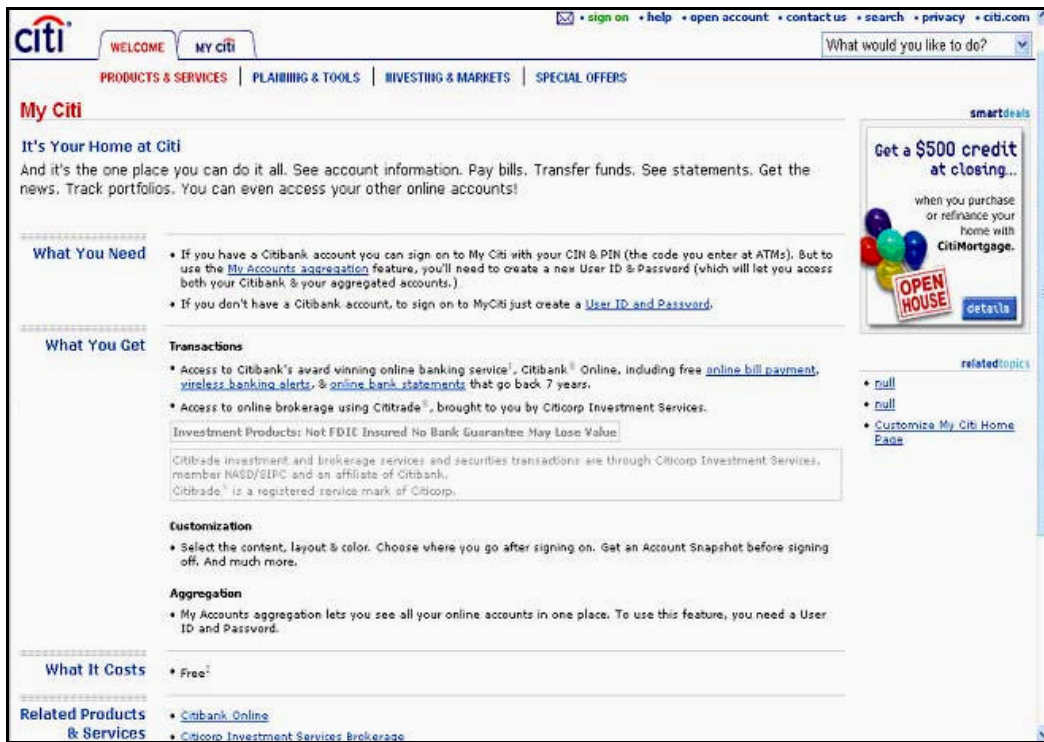 citi
• sign on • help • open account • contact us • search • privacy • citi.com
WELCOME MY citi
What would you like to do?
PRODUCTS & SERVICES | PLANNING & TOOLS | INVESTING & MARKETS | SPECIAL OFFERS
My Citi
It's Your Home at Citi
And it's the one place you can do it all. See account information. Pay bills. Transfer funds. See statements. Get the
news. Track portfolios. You can even access your other online accounts!
What You Need
• If you have a Citibank account you can sign on to My Citi with your CIN & PIN (the code you enter at ATMs). But to
use the My Accounts aggregation feature, you'll need to create a new User ID & Password (which will let you access
both your Citibank & your aggregated accounts.)
• If you don't have a Citibank account, to sign on to MyCiti just create a User ID and Password.
What You Get
Transactions
• Access to Citibank's award winning online banking service, Citibank Online, including free online bill payment,
wireless banking alerts, & online bank statements that go back 7 years.
• Access to online brokerage using Cititrade, brought to you by Citicorp Investment Services.
Investment Products: Not FDIC Insured No Bank Guarantee May Lose Value
Cititrade investment and brokerage services and securities transactions are through Citicorp Investment Services,
member NASD/SIPC and an affiliate of Citibank.
Cititrade is a registered service mark of Citicorp.
Customization
• Select the content, layout & color. Choose where you go after signing on. Get an Account Snapshot before signing
off. And much more.
Aggregation
• My Accounts aggregation lets you see all your online accounts in one place. To use this feature, you need a User
ID and Password.
What It Costs
• Free²
Related Products
& Services
• Citibank Online
• Citicorp Investment Services Brokerage
smartdeals
Get a $500 credit
at closing...
when you purchase
or refinance your
home with
CitiMortgage.
OPEN
HOUSE
details
relatedtopics
• null
• null
• Customize My Citi Home
Page